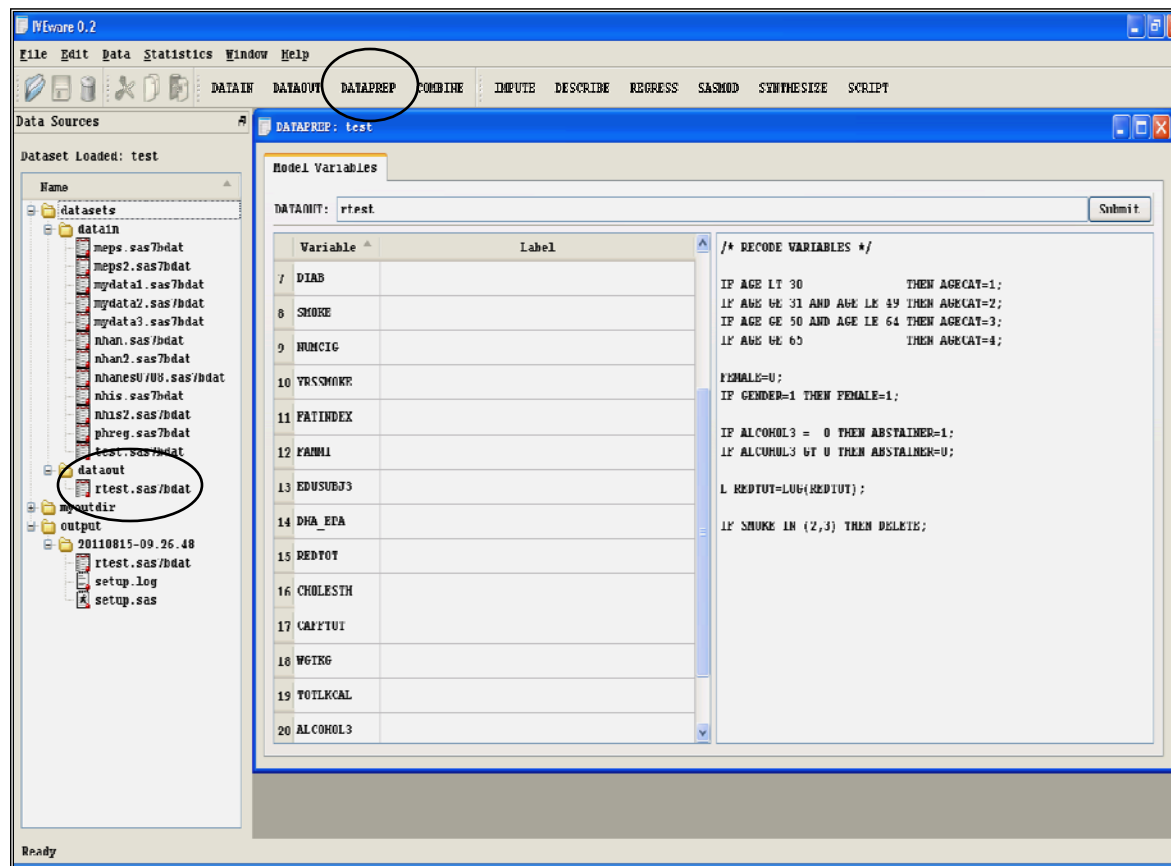 IVEware 0.2
File Edit Data Statistics Window Help
DATAIN DATAOUT DATAPREP COMBINE IMPUTE DESCRIBE REGRESS SASMOD SYNTHESIZE SCRIPT
Data Sources
Dataset Loaded: test
Name
datasets
datain
meps.sas7bdat
meps2.sas7bdat
mydata1.sas7bdat
mydata2.sas7bdat
mydata3.sas7bdat
nhan.sas7bdat
nhan2.sas7bdat
nhanes0708.sas7bdat
nhis.sas7bdat
nhis2.sas7bdat
phreg.sas7bdat
test.sas7bdat
dataout
rtest.sas7bdat
myoutdir
output
20110815-09.26.48
rtest.sas7bdat
setup.log
setup.sas
DATAPREP: test
Model Variables
DATAOUT: rtest Submit
Variable Label
7 DIAB
8 SMOKE
9 NUMCIG
10 YRSSMOKE
11 FATINDEX
12 FAMMI
13 EDUSUBJ3
14 DHA_EPA
15 REDTOT
16 CHOLESTH
17 CAFFTOT
18 WGTKG
19 TOTLKCAL
20 ALCOHOL3
/* RECODE VARIABLES */
IF AGE LT 30 THEN AGECAT=1;
IF AGE GE 31 AND AGE LE 49 THEN AGECAT=2;
IF AGE GE 50 AND AGE LE 64 THEN AGECAT=3;
IF AGE GE 65 THEN AGECAT=4;
FEMALE=0;
IF GENDER=1 THEN FEMALE=1;
IF ALCOHOL3 = 0 THEN ABSTAINER=1;
IF ALCOHOL3 GT 0 THEN ABSTAINER=0;
L REDTOT=LOG(REDTOT);
IF SMOKE IN (2,3) THEN DELETE;
Ready